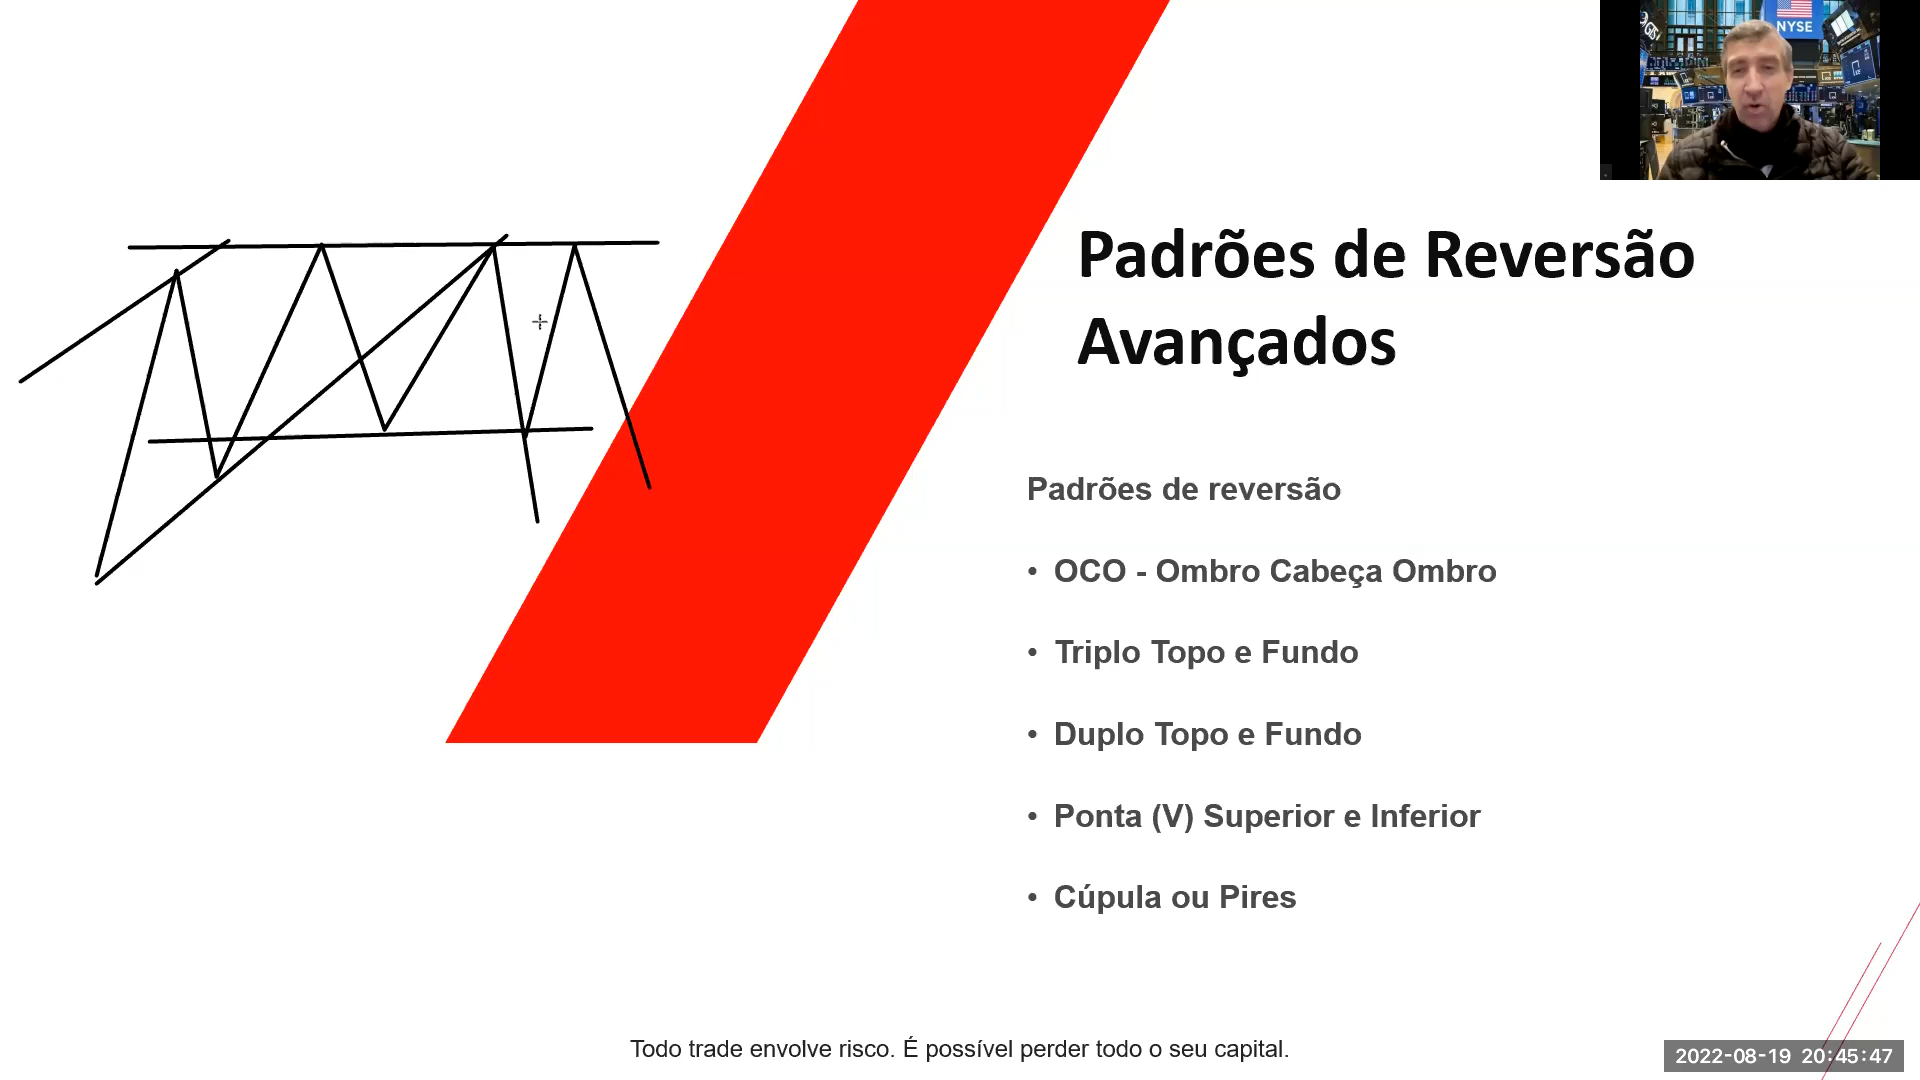 NYSE
Padrões de Reversão
Avançados
Padrões de reversão
• OCO - Ombro Cabeça Ombro
• Triplo Topo e Fundo
• Duplo Topo e Fundo
• Ponta (V) Superior e Inferior
• Cúpula ou Pires
Todo trade envolve risco. É possível perder todo o seu capital.
2022-08-19 20:45:47